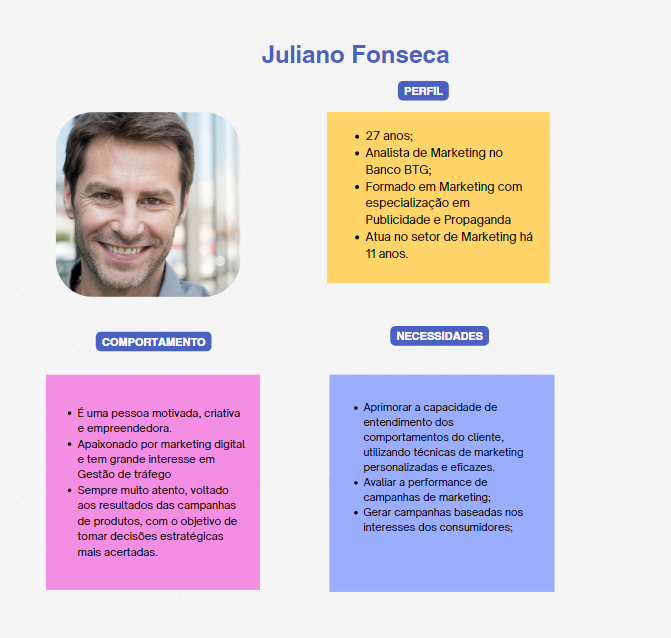 Juliano Fonseca
PERFIL
• 27 anos;
• Analista de Marketing no
Banco BTG;
• Formado em Marketing com
especialização em
Publicidade e Propaganda
• Atua no setor de Marketing há
11 anos.
COMPORTAMENTO
• É uma pessoa motivada, criativa
e empreendedora.
• Apaixonado por marketing digital
e tem grande interesse em
Gestão de tráfego
• Sempre muito atento, voltado
aos resultados das campanhas
de produtos, com o objetivo de
tomar decisões estratégicas
mais acertadas.
NECESSIDADES
• Aprimorar a capacidade de
entendimento dos
comportamentos do cliente,
utilizando técnicas de marketing
personalizadas e eficazes.
• Avaliar a performance de
campanhas de marketing;
• Gerar campanhas baseadas nos
interesses dos consumidores;